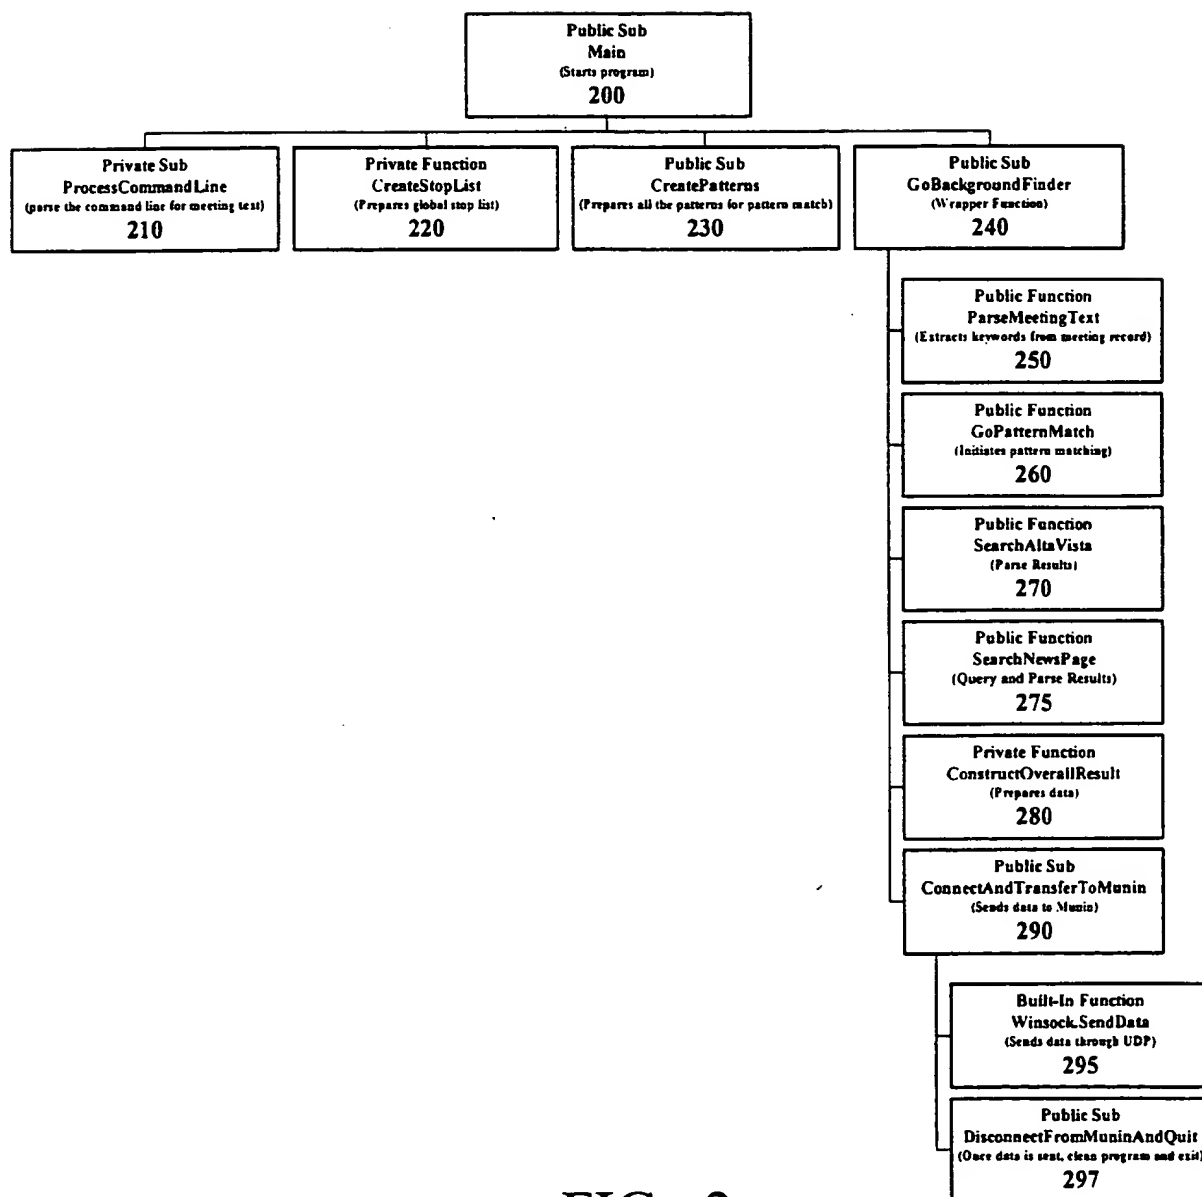 Public Sub
Main
(Starts program)
200
Private Sub
ProcessCommandLine
(parse the command line for meeting text)
210
Private Function
CreateStopList
(Prepares global stop list)
220
Public Sub
CreatePatterns
(Prepares all the patterns for pattern match)
230
Public Sub
GoBackgroundFinder
(Wrapper Function)
240
Public Function
ParseMeetingText
(Extracts keywords from meeting record)
250
Public Function
GoPatternMatch
(Initiates pattern matching)
260
Public Function
SearchAltaVista
(Parse Results)
270
Public Function
SearchNewsPage
(Query and Parse Results)
275
Private Function
ConstructOverallResult
(Prepares data)
280
Public Sub
ConnectAndTransferToMunin
(Sends data to Munin)
290
Built-In Function
Winsock.SendData
(Sends data through UDP)
295
Public Sub
DisconnectFromMuninAndQuit
(Once data is sent, clean program and exit)
297